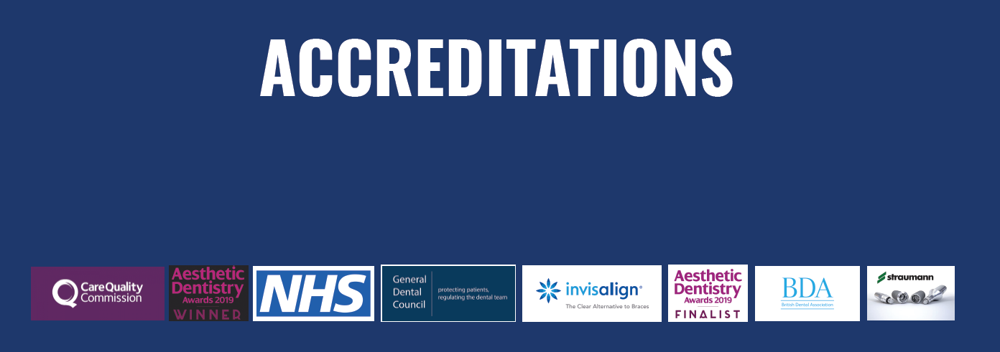 ACCREDITATIONS
CareQuality
Commission
Aesthetic
Dentistry
Awards 2019
WINNER
NHS
General
Dental
Council
protecting patients,
regulating the dental team
invisalign®
The Clear Alternative to Braces
Aesthetic
Dentistry
Awards 2019
FINALIST
BDA
British Dental Association
straumann